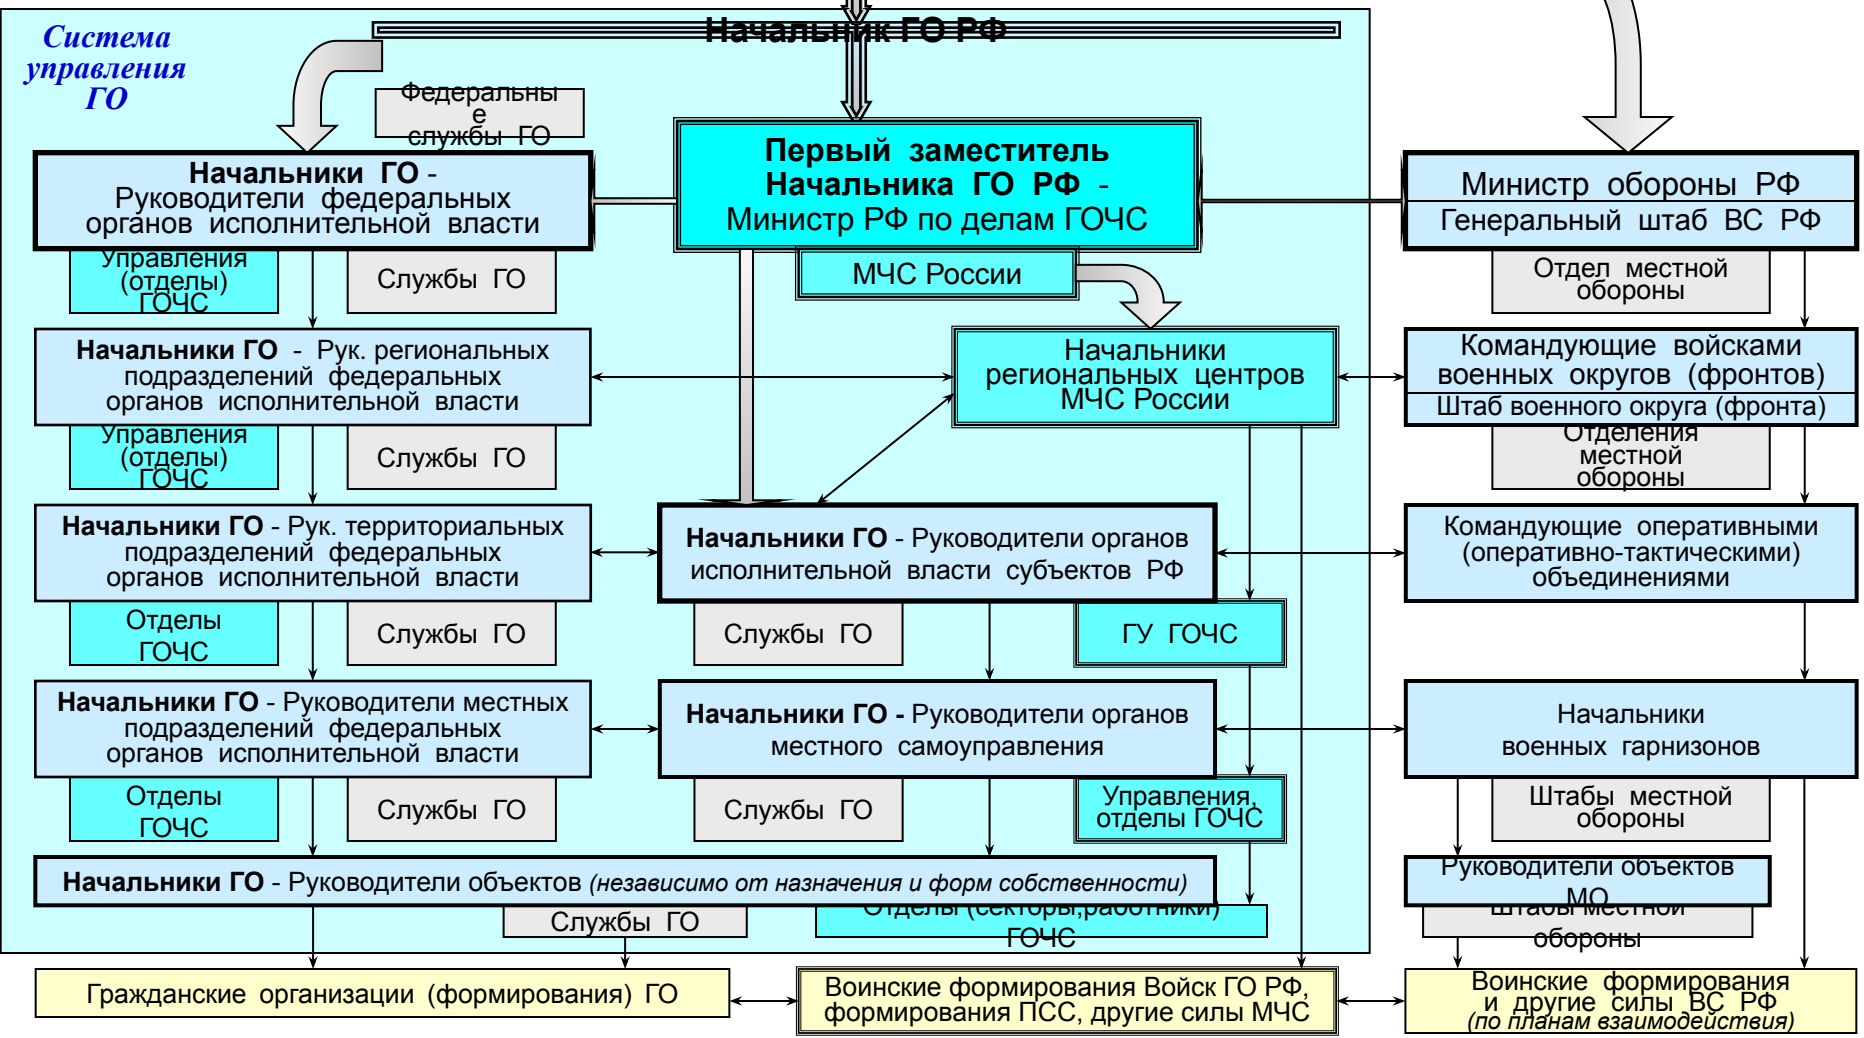 Система
управления
ГО
Начальник ГО РФ
Федеральны
е
службы ГО
Начальники ГО -
Руководители федеральных
органов исполнительной власти
Первый заместитель
Начальника ГО РФ -
Министр РФ по делам ГОЧС
Министр обороны РФ
Генеральный штаб ВС РФ
Управления
(отделы)
ГОЧС
Службы ГО
МЧС России
Отдел местной
обороны
Начальники ГО - Рук. региональных
подразделений федеральных
органов исполнительной власти
Начальники
региональных центров
МЧС России
Командующие войсками
военных округов (фронтов)
Штаб военного округа (фронта)
Управления
(отделы)
ГОЧС
Службы ГО
Отделения
местной
обороны
Начальники ГО - Рук. территориальных
подразделений федеральных
органов исполнительной власти
Начальники ГО - Руководители органов
исполнительной власти субъектов РФ
Командующие оперативными
(оперативно-тактическими)
объединениями
Отделы
ГОЧС
Службы ГО
Службы ГО
ГУ ГОЧС
Начальники ГО - Руководители местных
подразделений федеральных
органов исполнительной власти
Начальники ГО - Руководители органов
местного самоуправления
Начальники
военных гарнизонов
Отделы
ГОЧС
Службы ГО
Службы ГО
Управления,
отделы ГОЧС
Штабы местной
обороны
Начальники ГО - Руководители объектов (независимо от назначения и форм собственности)
Руководители объектов
МО
Службы ГО
Отделы (секторы,работники)
ГОЧС
Штабы местной
обороны
Гражданские организации (формирования) ГО
Воинские формирования Войск ГО РФ,
формирования ПСС, другие силы МЧС
Воинские формирования
и другие силы ВС РФ
(по планам взаимодействия)